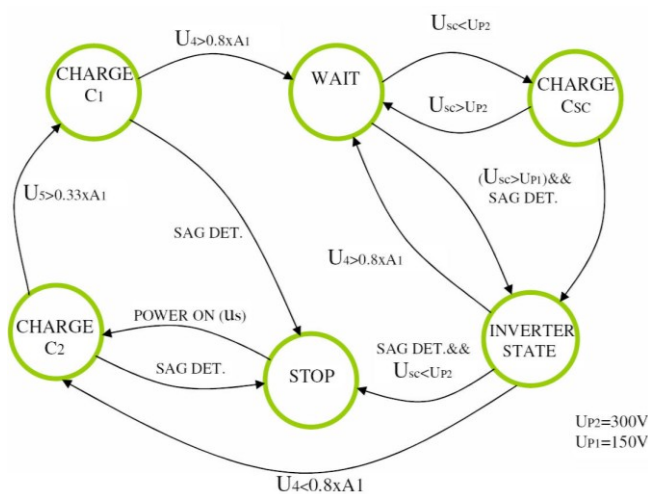 U4>0.8xA1
Usc<UP2
CHARGE
C1
WAIT
CHARGE
CSC
Usc>UP2
U5>0.33xA1
(Usc>UP1)&&
SAG DET.
SAG DET.
U4>0.8xA1
POWER ON (us)
CHARGE
C2
INVERTER
STATE
SAG DET.&&
Usc<UP2
SAG DET.
STOP
UP2=300V
UP1=150V
U4<0.8xA1